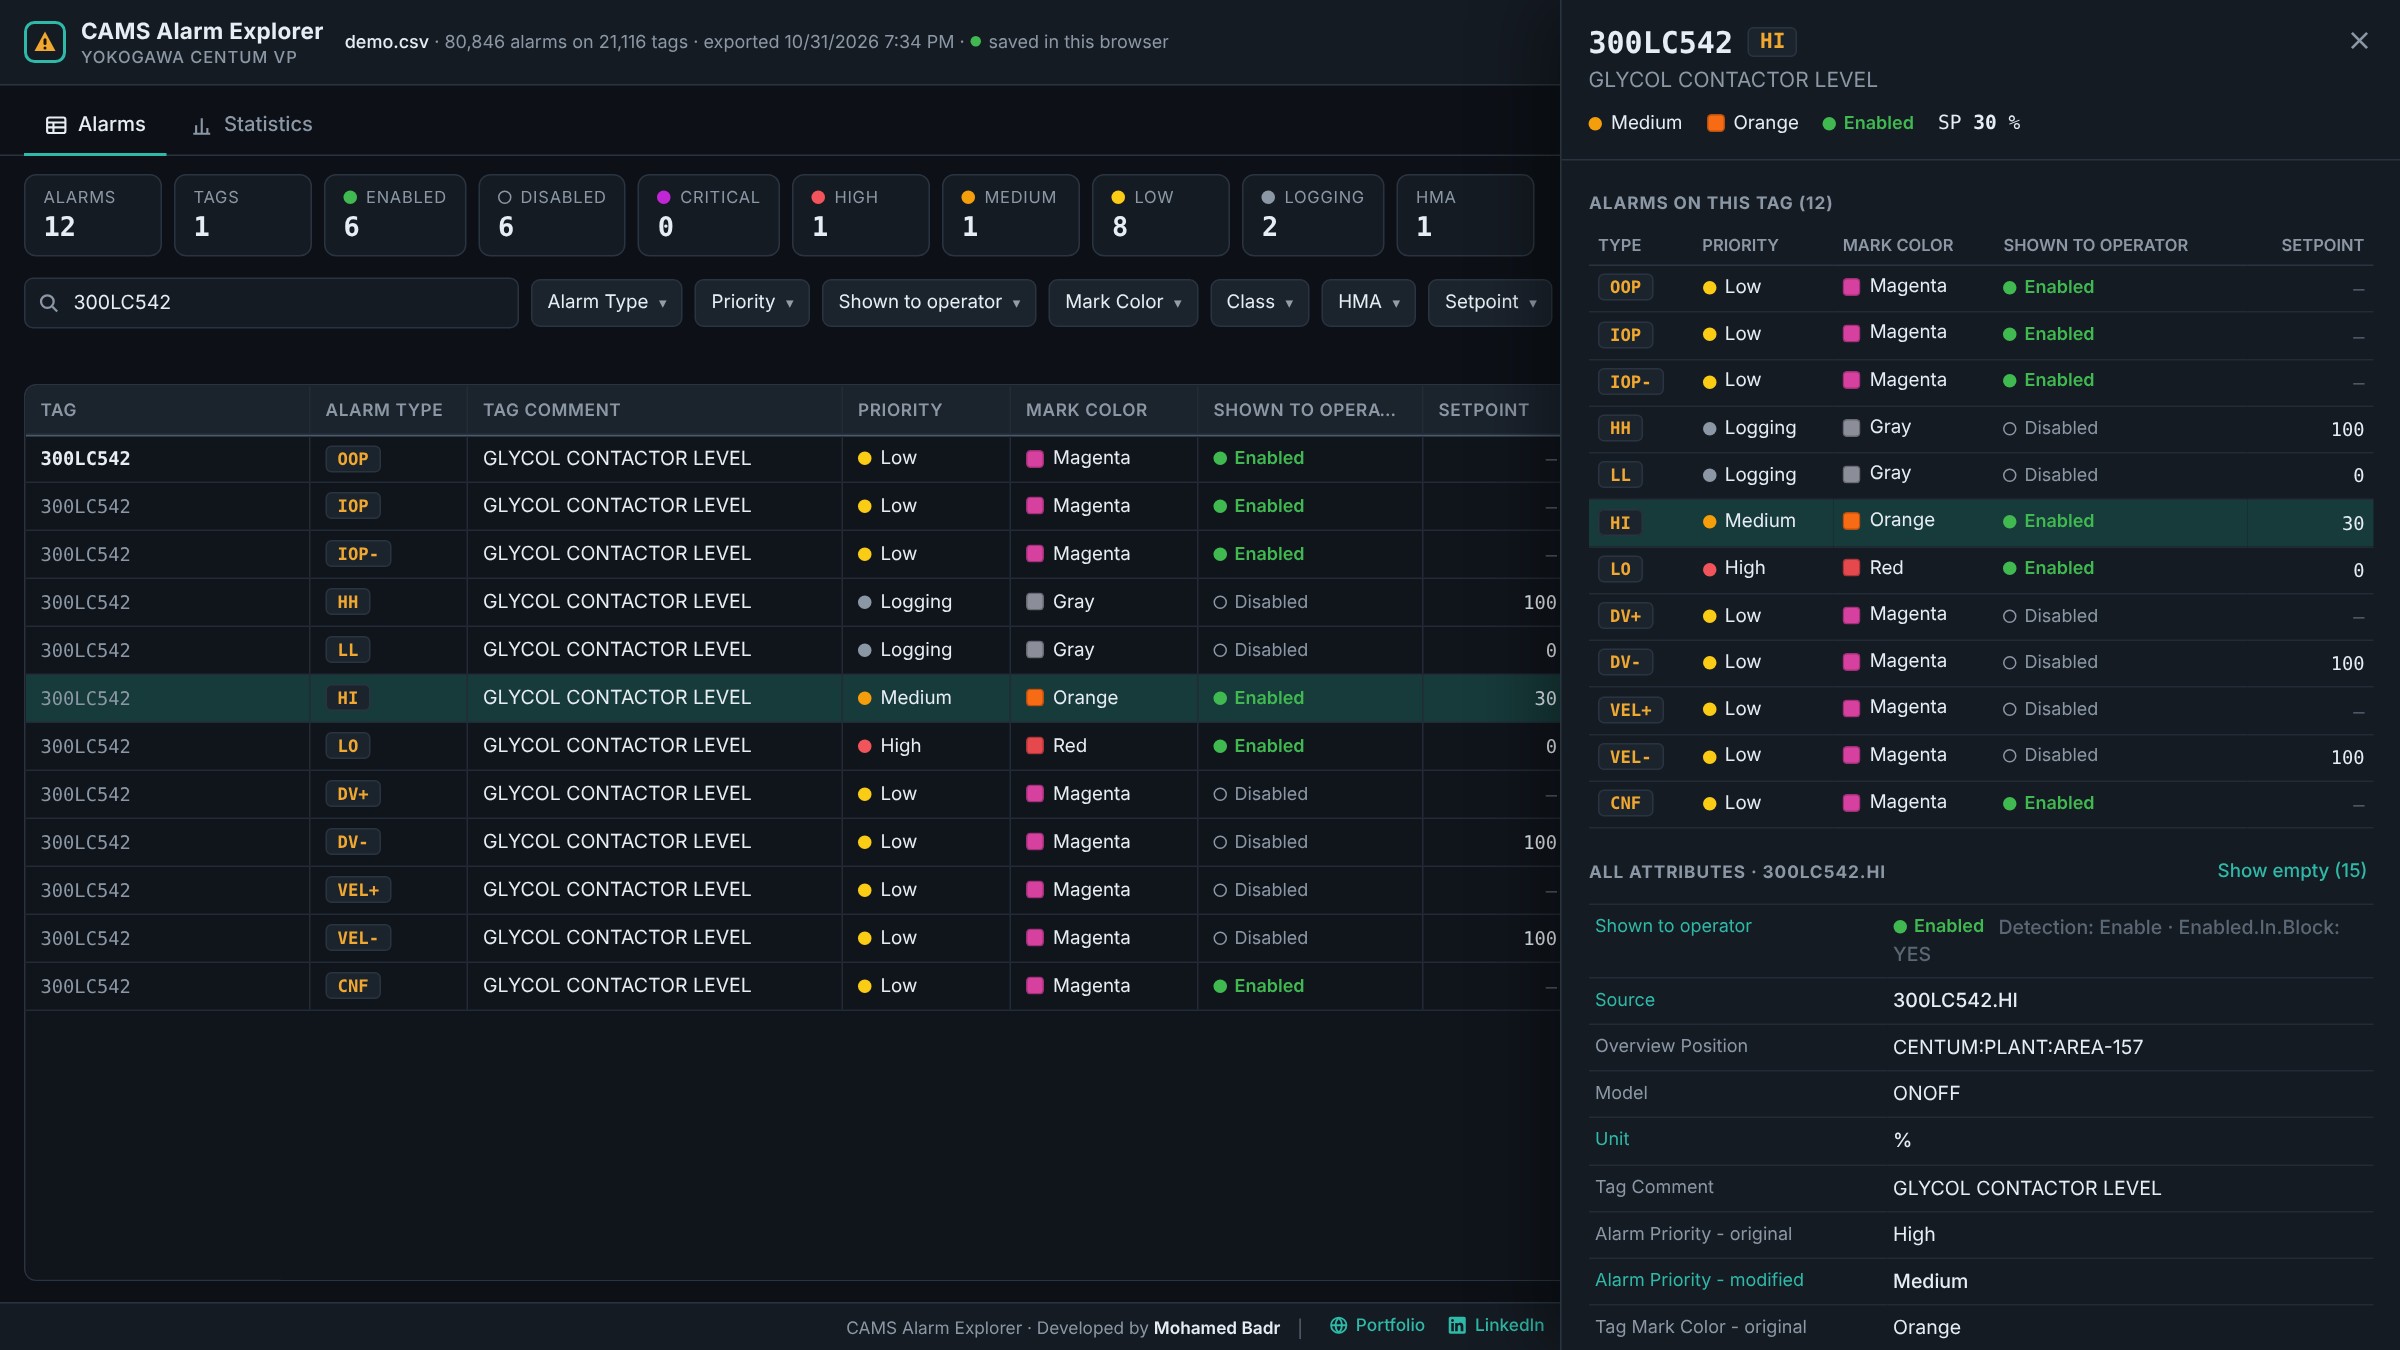 CAMS Alarm Explorer
YOKOGAWA CENTUM VP
demo.csv · 80,846 alarms on 21,116 tags · exported 10/31/2026 7:34 PM · saved in this browser
Alarms
Statistics
ALARMS TAGS ENABLED DISABLED CRITICAL HIGH MEDIUM LOW LOGGING HMA
12 1 6 6 0 1 1 8 2 1
300LC542 Alarm Type ▾ Priority ▾ Shown to operator ▾ Mark Color ▾ Class ▾ HMA ▾ Setpoint ▾
TAG ALARM TYPE TAG COMMENT PRIORITY MARK COLOR SHOWN TO OPERA... SETPOINT
300LC542 OOP GLYCOL CONTACTOR LEVEL Low Magenta Enabled –
300LC542 IOP GLYCOL CONTACTOR LEVEL Low Magenta Enabled –
300LC542 IOP- GLYCOL CONTACTOR LEVEL Low Magenta Enabled –
300LC542 HH GLYCOL CONTACTOR LEVEL Logging Gray Disabled 100
300LC542 LL GLYCOL CONTACTOR LEVEL Logging Gray Disabled 0
300LC542 HI GLYCOL CONTACTOR LEVEL Medium Orange Enabled 30
300LC542 LO GLYCOL CONTACTOR LEVEL High Red Enabled 0
300LC542 DV+ GLYCOL CONTACTOR LEVEL Low Magenta Disabled –
300LC542 DV- GLYCOL CONTACTOR LEVEL Low Magenta Disabled 100
300LC542 VEL+ GLYCOL CONTACTOR LEVEL Low Magenta Disabled –
300LC542 VEL- GLYCOL CONTACTOR LEVEL Low Magenta Disabled 100
300LC542 CNF GLYCOL CONTACTOR LEVEL Low Magenta Enabled –
CAMS Alarm Explorer · Developed by Mohamed Badr | Portfolio LinkedIn
300LC542 HI
GLYCOL CONTACTOR LEVEL
Medium Orange Enabled SP 30 %
ALARMS ON THIS TAG (12)
TYPE PRIORITY MARK COLOR SHOWN TO OPERATOR SETPOINT
OOP Low Magenta Enabled –
IOP Low Magenta Enabled –
IOP- Low Magenta Enabled –
HH Logging Gray Disabled 100
LL Logging Gray Disabled 0
HI Medium Orange Enabled 30
LO High Red Enabled 0
DV+ Low Magenta Disabled –
DV- Low Magenta Disabled 100
VEL+ Low Magenta Disabled –
VEL- Low Magenta Disabled 100
CNF Low Magenta Enabled –
ALL ATTRIBUTES · 300LC542.HI Show empty (15)
Shown to operator Enabled Detection: Enable · Enabled.In.Block:
YES
Source 300LC542.HI
Overview Position CENTUM:PLANT:AREA-157
Model ONOFF
Unit %
Tag Comment GLYCOL CONTACTOR LEVEL
Alarm Priority - original High
Alarm Priority - modified Medium
Tag Mark Color - original Orange